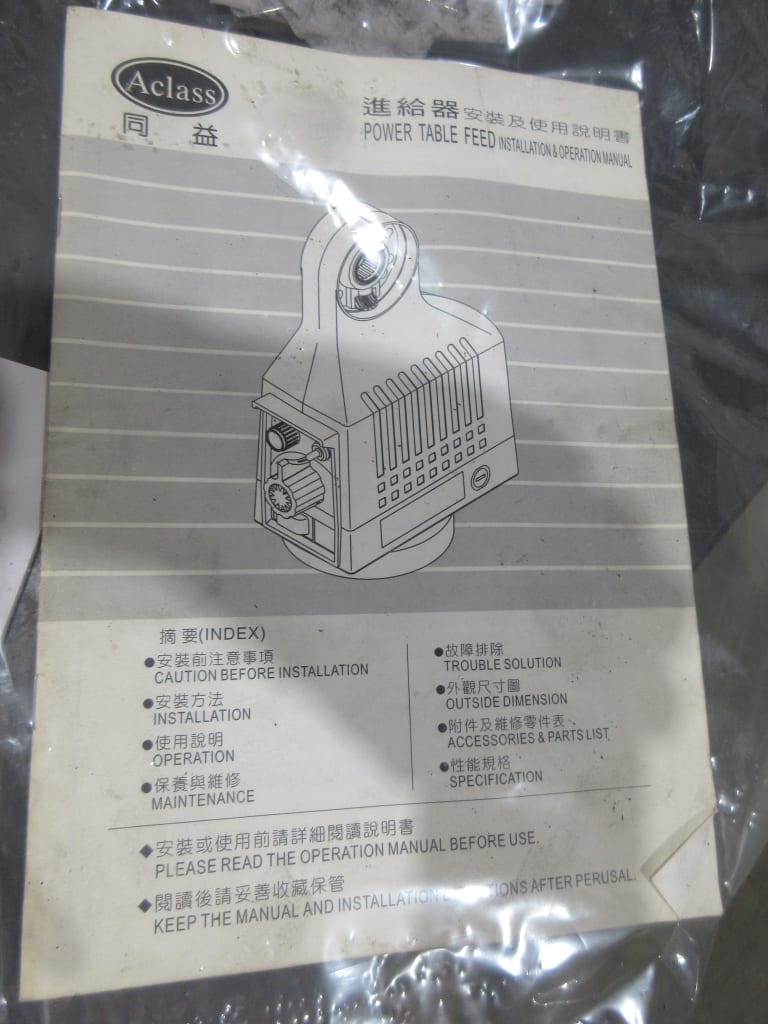 Aclass
同益
進給器安裝及使用說明書
POWER TABLE FEED INSTALLATION & OPERATION MANUAL
摘要(INDEX)
●安裝前注意事項
CAUTION BEFORE INSTALLATION
●安裝方法
INSTALLATION
●使用說明
OPERATION
●保養與維修
MAINTENANCE
●故障排除
TROUBLE SOLUTION
●外觀尺寸圖
OUTSIDE DIMENSION
●附件及維修零件表
ACCESSORIES & PARTS LIST
●性能規格
SPECIFICATION
◆安裝或使用前請詳細閱讀說明書
PLEASE READ THE OPERATION MANUAL BEFORE USE.
◆閱讀後請妥善收藏保管
KEEP THE MANUAL AND INSTALLATION AFTER PERUSAL.